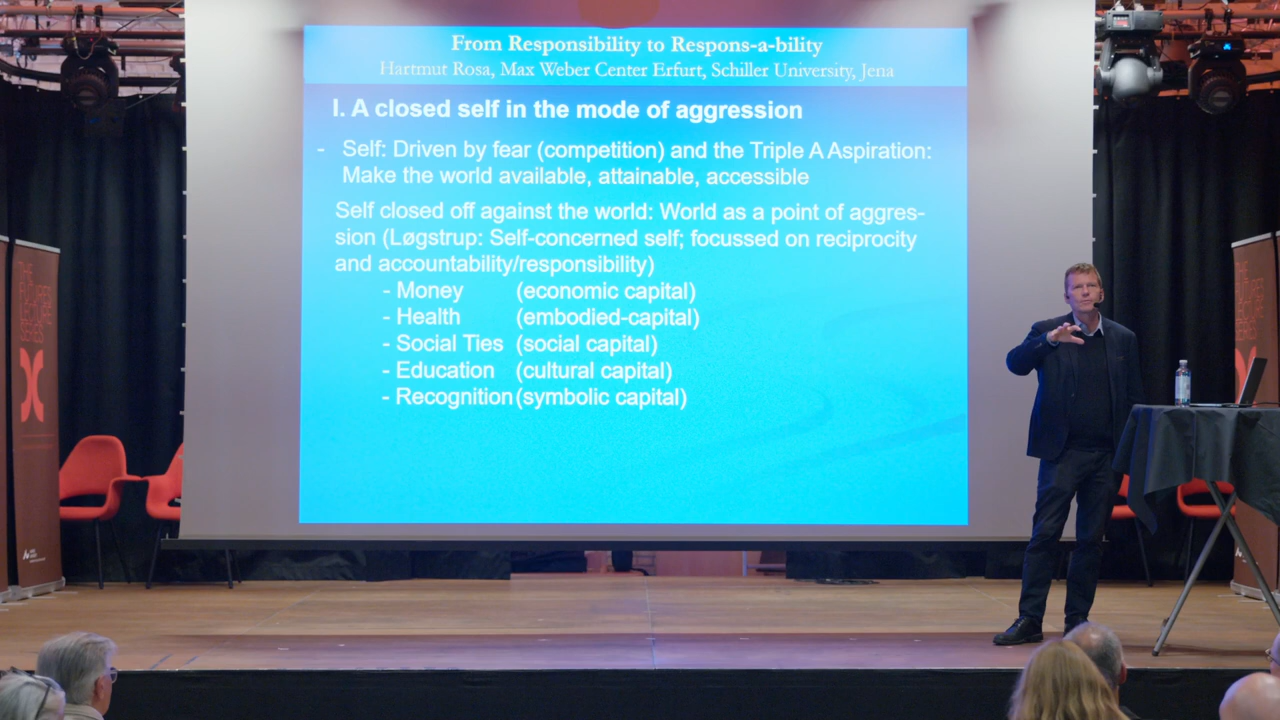 From Responsibility to Respons-a-bility
Hartmut Rosa, Max Weber Center Erfurt, Schiller University, Jena
I. A closed self in the mode of aggression
- Self: Driven by fear (competition) and the Triple A Aspiration:
Make the world available, attainable, accessible
Self closed off against the world: World as a point of aggres-
sion (Løgstrup: Self-concerned self; focussed on reciprocity
and accountability/responsibility)
- Money (economic capital)
- Health (embodied-capital)
- Social Ties (social capital)
- Education (cultural capital)
- Recognition (symbolic capital)